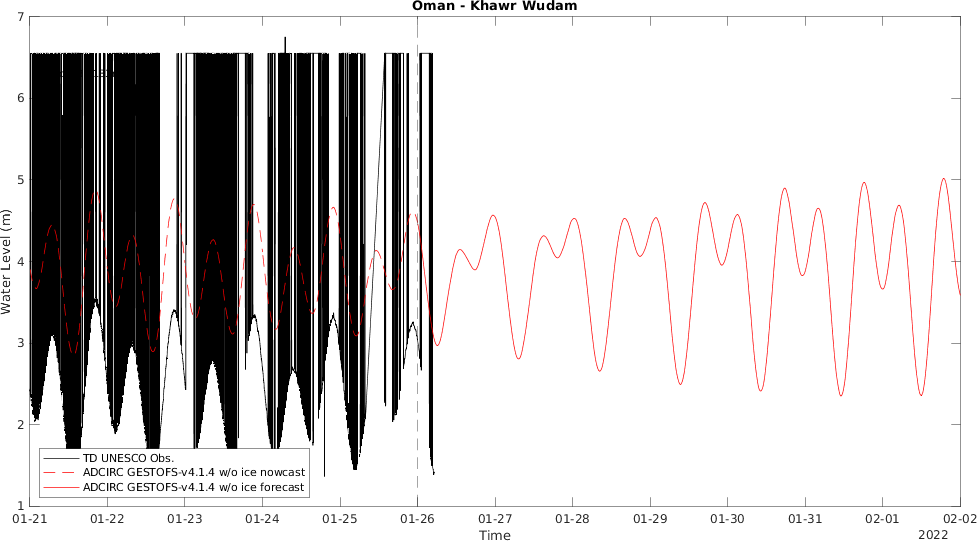 Oman - Khawr Wudam
7
6
5
4
3
2
1
Water Level (m)
TD UNESCO Obs.
ADCIRC GESTOFS-v4.1.4 w/o ice nowcast
ADCIRC GESTOFS-v4.1.4 w/o ice forecast
01-21 01-22 01-23 01-24 01-25 01-26 01-27 01-28 01-29 01-30 01-31 02-01 02-02
Time
2022